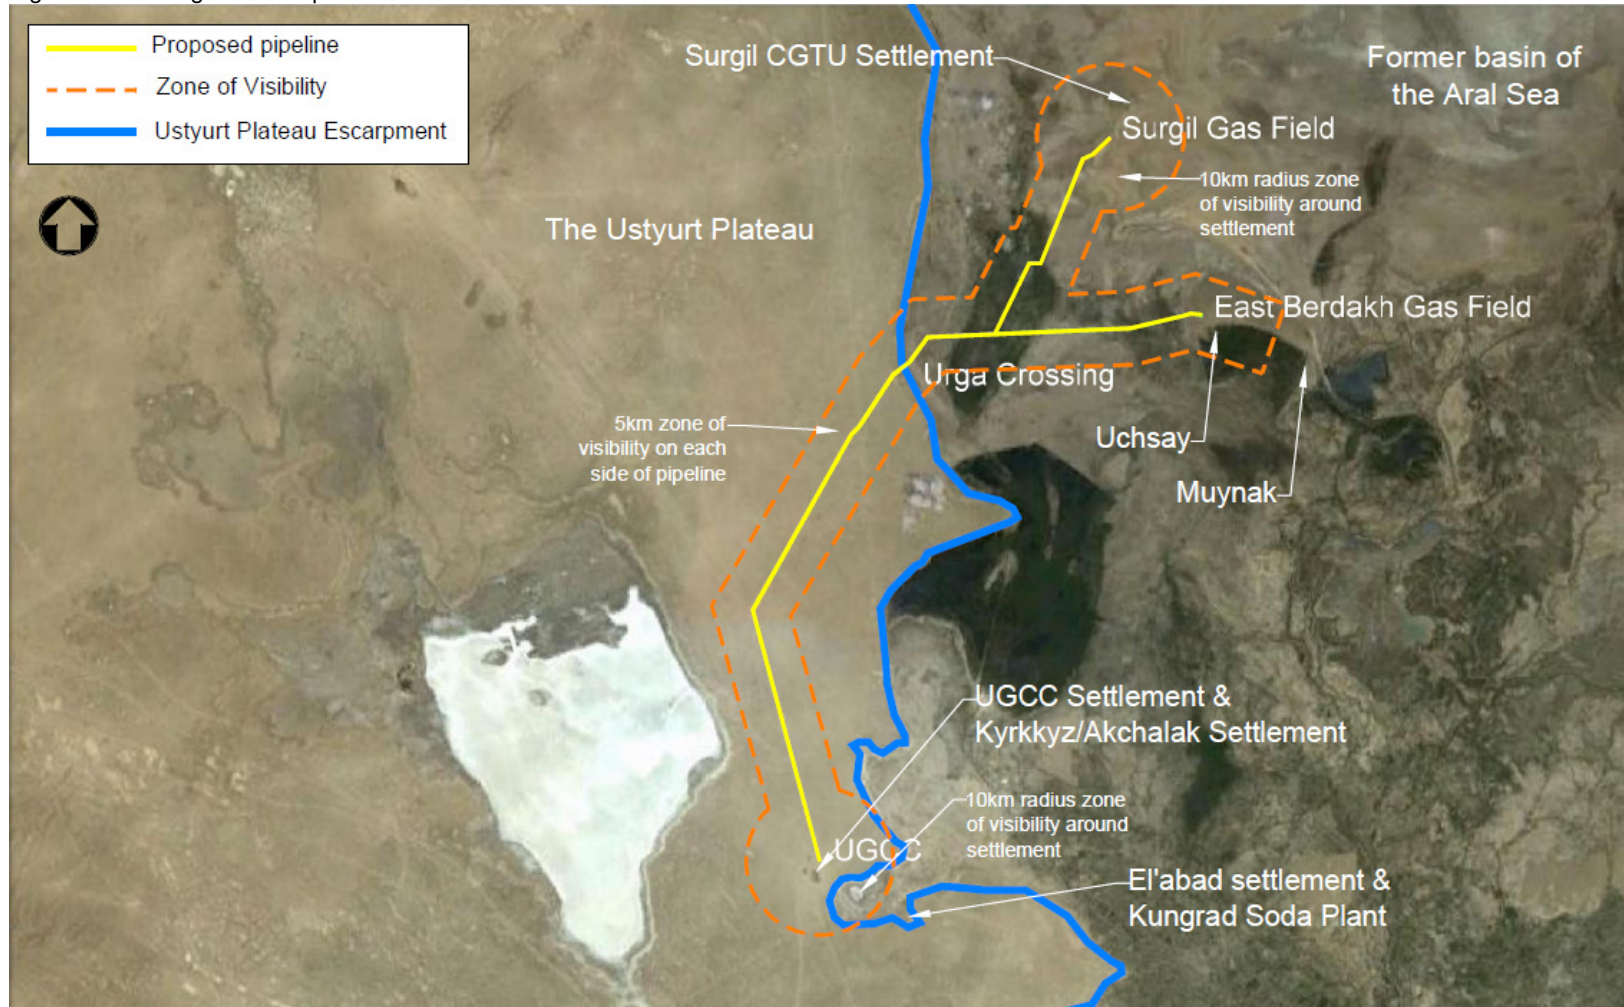 Proposed pipeline
Zone of Visibility
Ustyurt Plateau Escarpment
Surgil CGTU Settlement
Former basin of
the Aral Sea
Surgil Gas Field
10km radius zone
of visibility around
settlement
The Ustyurt Plateau
East Berdakh Gas Field
Urga Crossing
5km zone of
visibility on each
side of pipeline
Uchsay
Muynak
UGCC Settlement &
Kyrkkyz/Akchalak Settlement
10km radius zone
of visibility around
settlement
UGCC
El'abad settlement &
Kungrad Soda Plant